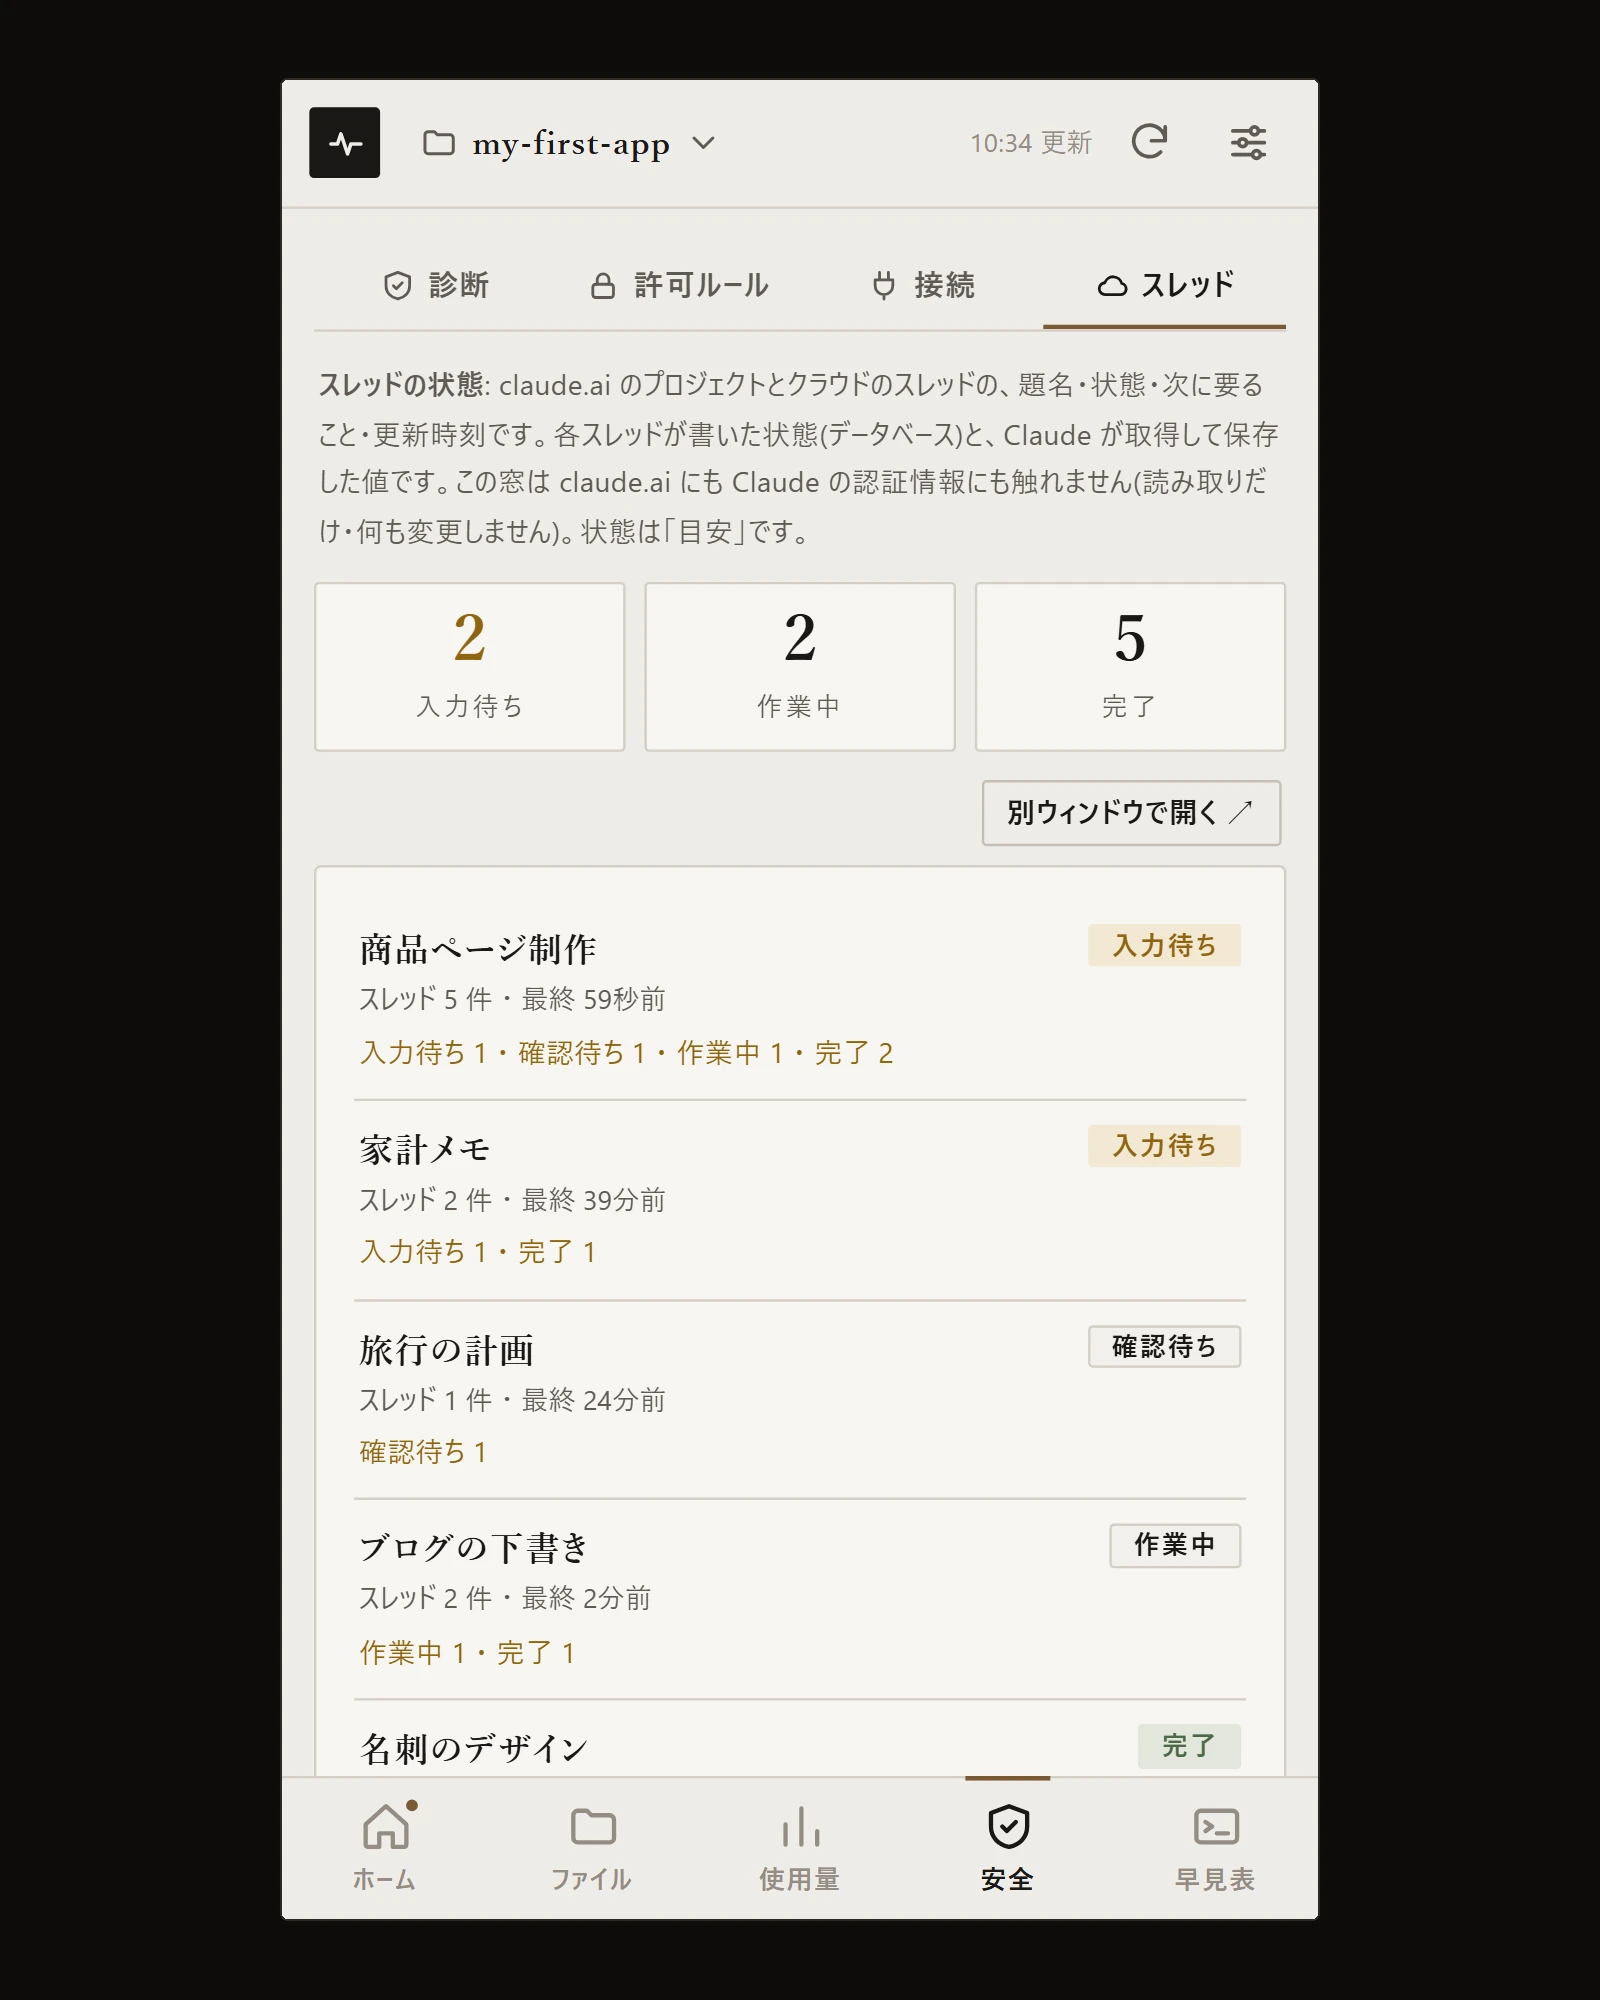 my-first-app
10:34 更新
診断
許可ルール
接続
スレッド
スレッドの状態: claude.ai のプロジェクトとクラウドのスレッドの、題名・状態・次に要る
こと・更新時刻です。各スレッドが書いた状態(データベース)と、Claude が取得して保存
した値です。この窓は claude.ai にも Claude の認証情報にも触れません(読み取りだ
け・何も変更しません)。状態は「目安」です。
2
入力待ち
2
作業中
5
完了
別ウィンドウで開く ↗
商品ページ制作
入力待ち
スレッド 5 件 · 最終 59秒前
入力待ち 1 · 確認待ち 1 · 作業中 1 · 完了 2
家計メモ
入力待ち
スレッド 2 件 · 最終 39分前
入力待ち 1 · 完了 1
旅行の計画
確認待ち
スレッド 1 件 · 最終 24分前
確認待ち 1
ブログの下書き
作業中
スレッド 2 件 · 最終 2分前
作業中 1 · 完了 1
名刺のデザイン
完了
ホーム
ファイル
使用量
安全
早見表